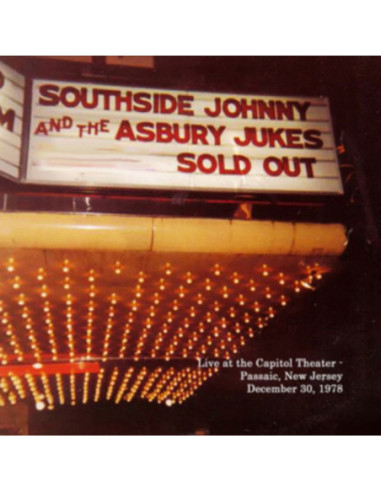 SOUTHSIDE JOHNNY
AND THE ASBURY JUKES
SOLD OUT
Live at the Capitol Theater -
Passaic, New Jersey
December 30, 1978